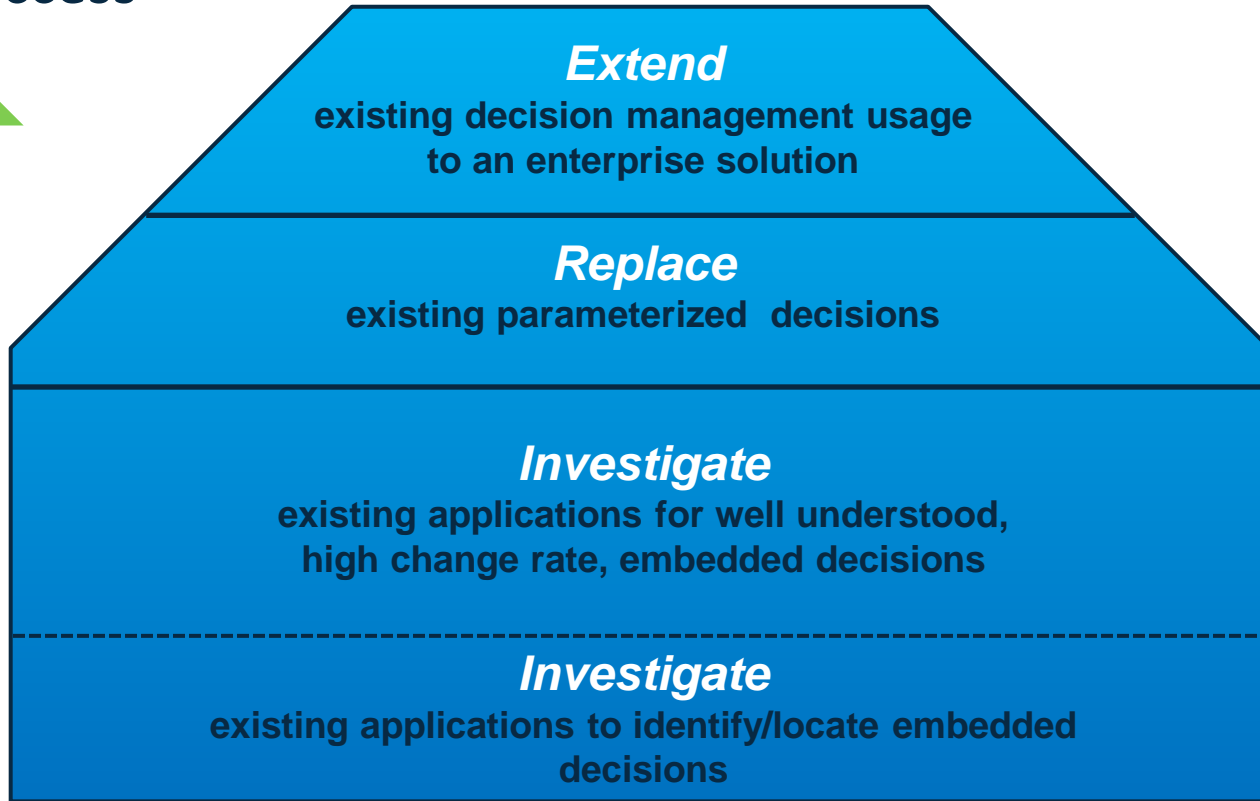 Extend
existing decision management usage
to an enterprise solution
Replace
existing parameterized  decisions
Investigate
existing applications for well understood,
high change rate, embedded decisions
Investigate
existing applications to identify/locate embedded
decisions